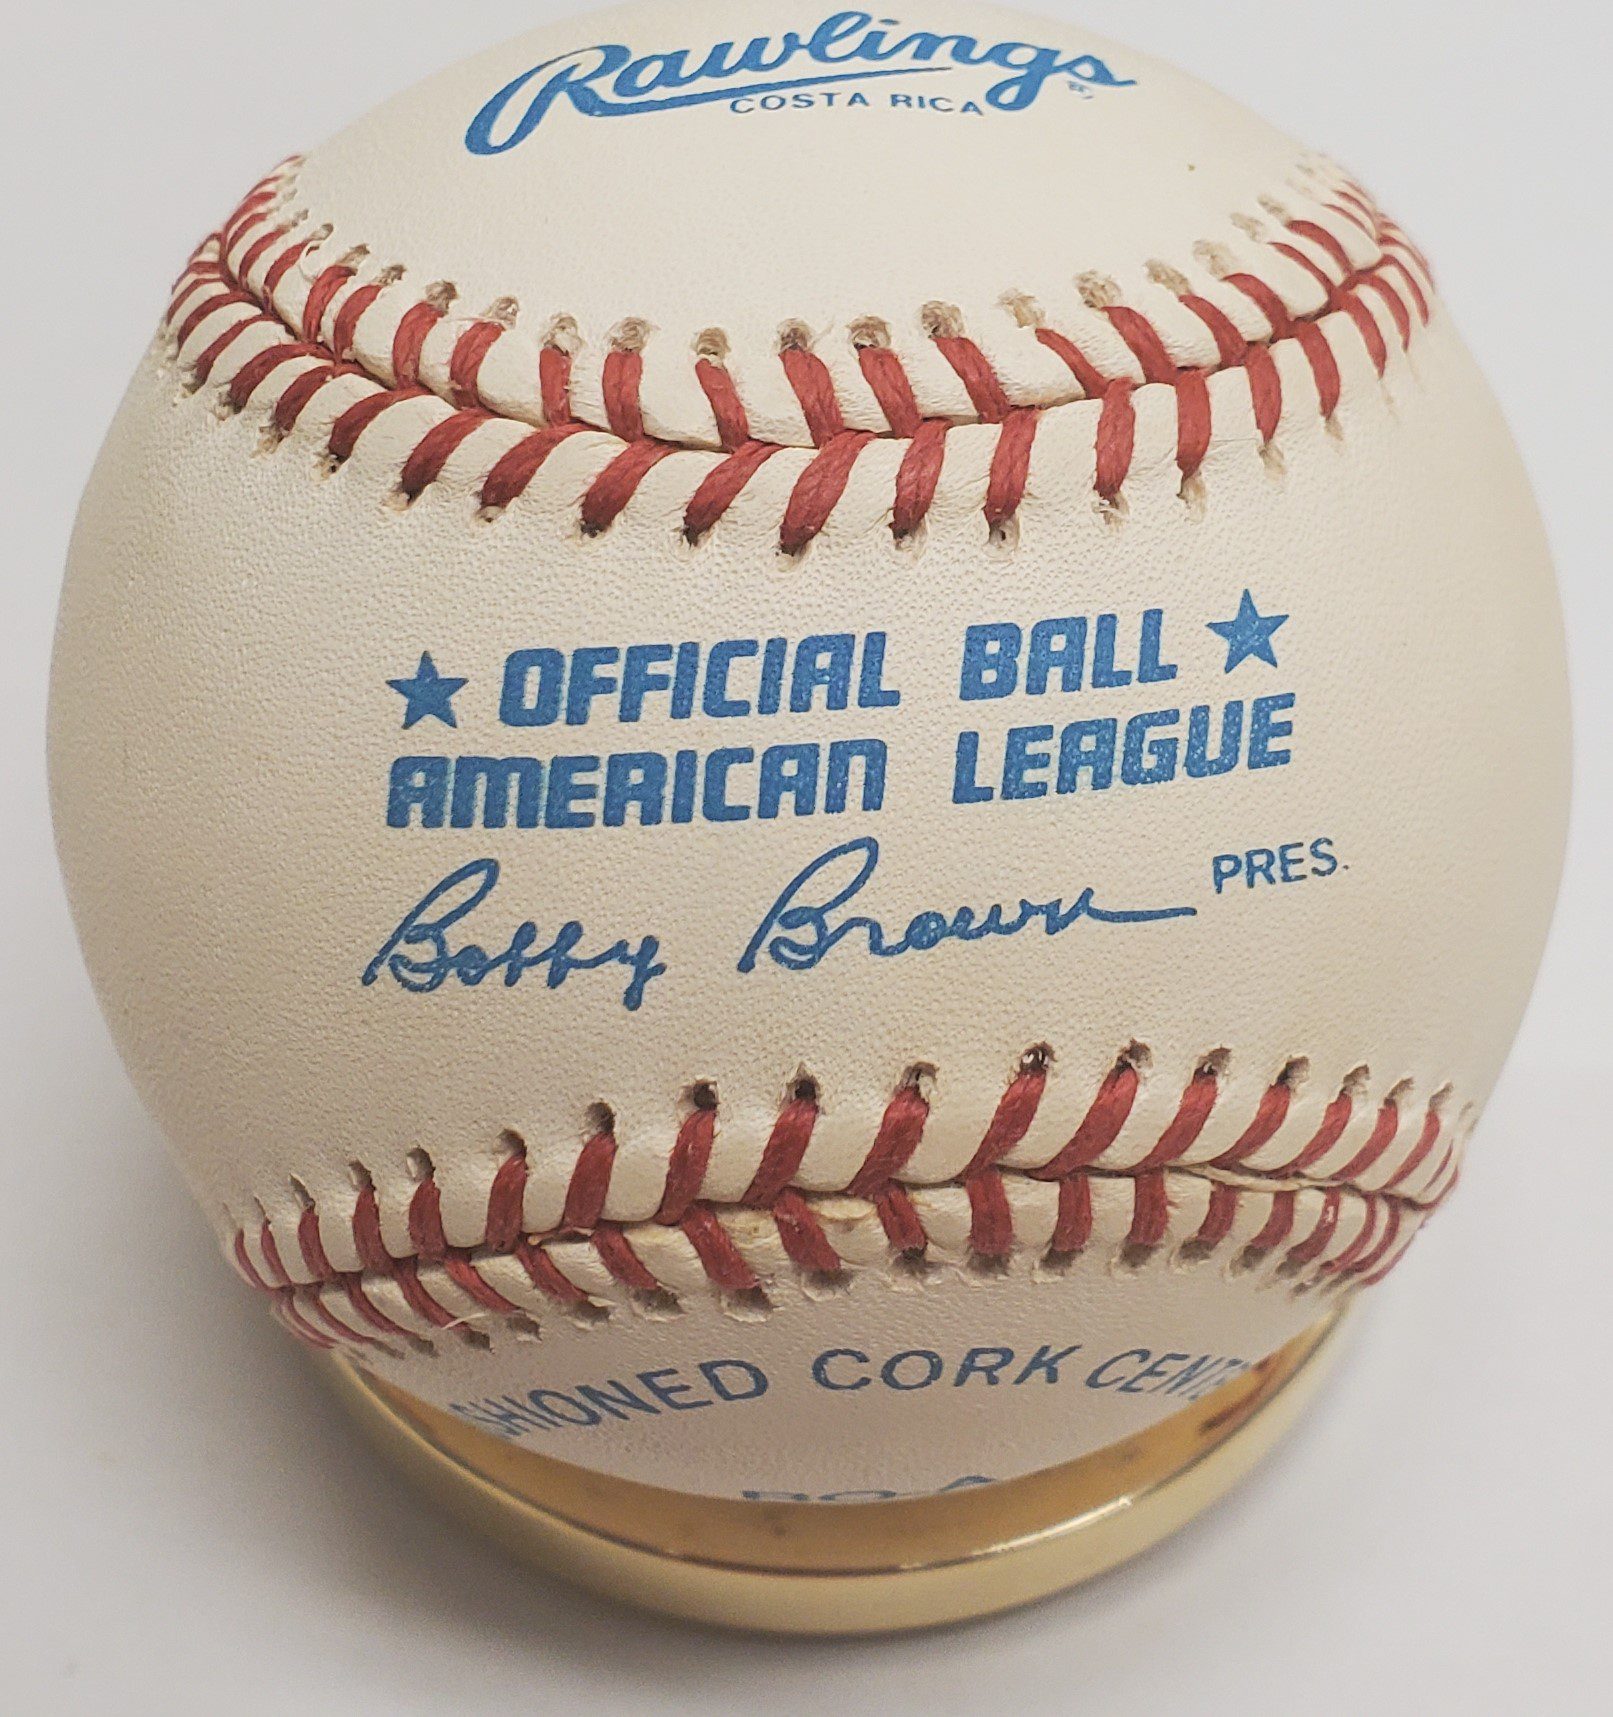 Rawlings
COSTA RICA
★ OFFICIAL BALL ★
AMERICAN LEAGUE
Bobby Brown PRES.
CORK